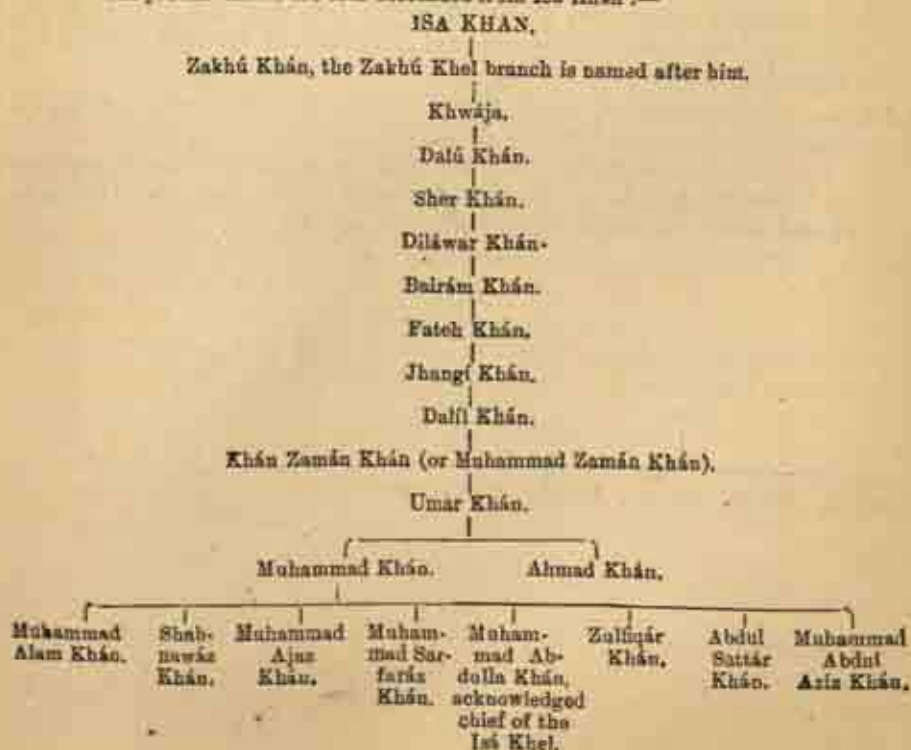 ISA KHAN.
Zakhú Khán, the Zakhú Khel branch is named after him.
Khwája.
Dalú Khán.
Sher Khán.
Diláwar Khán.
Bairám Khán.
Fateh Khán.
Jhangí Khán.
Dalíl Khán.
Khán Zamán Khán (or Muhammad Zamán Khán).
Umar Khán.
Muhammad Khán. Ahmad Khán.
Muhammad
Alam Khán.
Shah-
nawáz
Khán.
Muhammad
Ajaz
Khán.
Muham-
mad Sar-
faráz
Khán.
Muham-
mad Ab-
dulla Khán,
acknowledged
chief of the
Isá Khel.
Zulfiqár
Khán.
Abdul
Sattár
Khán.
Muhammad
Abdul
Aziz Khán.